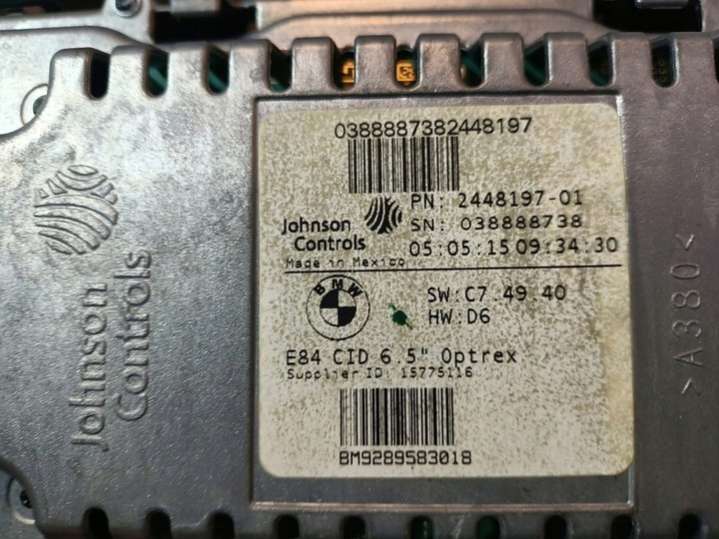 0388887382448197
PN: 2448197-01
SN: 038888738
Johnson
Controls
Made in Mexico
05:05:15 09:34:30
BMW
SW:C7.49.40
HW:D6
E84 CID 6.5" Optrex
Supplier ID: 15775116
BM9289583018
Johnson
Controls
>A380<